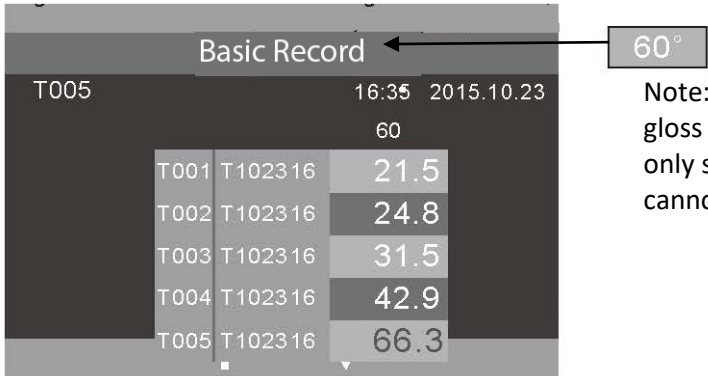 Basic Record
60°
T005 16:35 2015.10.23
60
T001 T102316 21.5
T002 T102316 24.8
T003 T102316 31.5
T004 T102316 42.9
T005 T102316 66.3
Note:
gloss
only